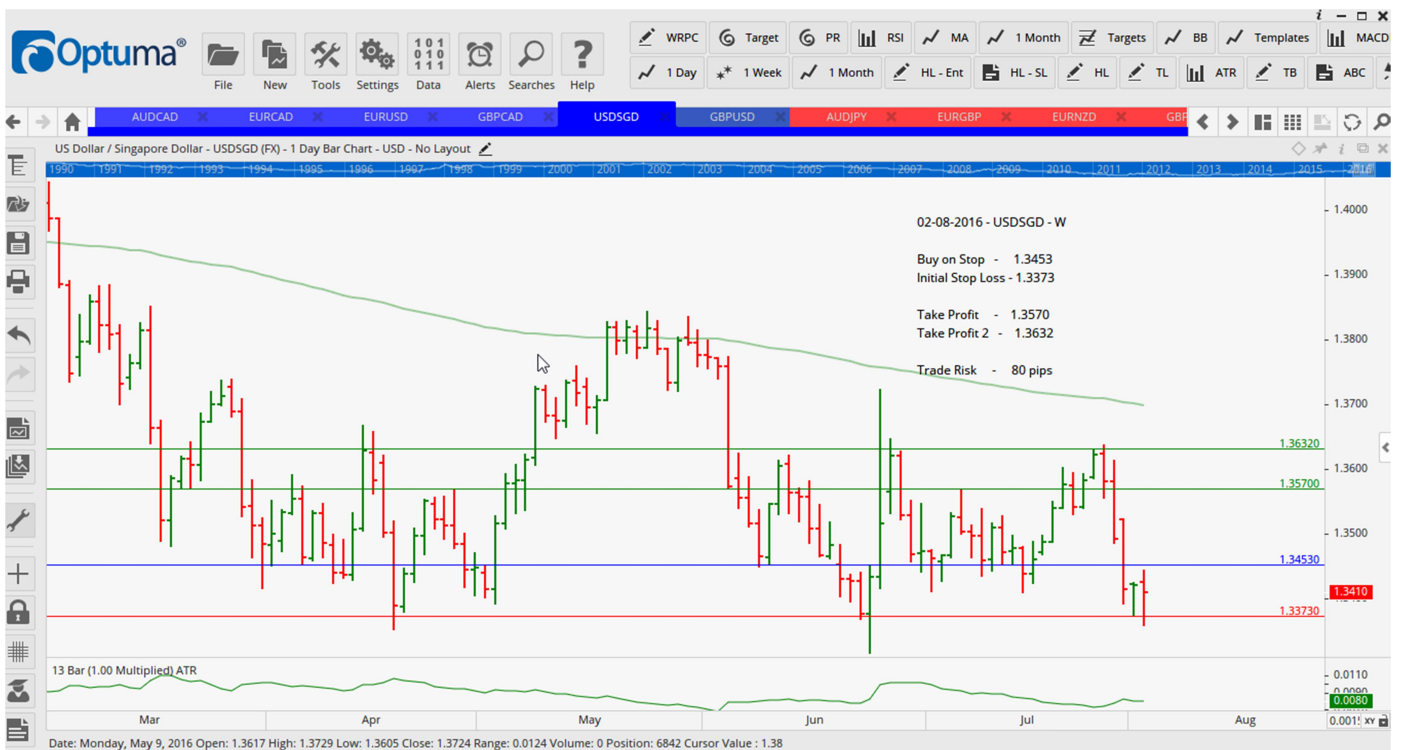 i
Optuma®
File New Tools Settings Data Alerts Searches Help
WRPC Target PR RSI MA 1 Month Targets BB Templates MACD
1 Day 1 Week 1 Month HL - Ent HL - SL HL TL ATR TB ABC
AUDCAD EURCAD EURUSD GBPCAD USDSGD GBPUSD AUDJPY EURGBP EURNZD
US Dollar / Singapore Dollar - USDSGD (FX) - 1 Day Bar Chart - USD - No Layout
1990 1991 1992 1993 1994 1995 1996 1997 1998 1999 2000 2001 2002 2003 2004 2005 2006 2007 2008 2009 2010 2011 2012 2013 2014 2015 2016
1.4000
02-08-2016 - USDSGD - W
Buy on Stop - 1.3453
1.3900
Initial Stop Loss - 1.3373
Take Profit - 1.3570
Take Profit 2 - 1.3632
1.3800
Trade Risk - 80 pips
1.3700
1.36320
1.3600
1.35700
1.3500
1.34530
1.3410
1.33730
13 Bar (1.00 Multiplied) ATR
0.0110
0.0090
0.0080
Mar Apr May Jun Jul Aug XY
Date: Monday, May 9, 2016 Open: 1.3617 High: 1.3729 Low: 1.3605 Close: 1.3724 Range: 0.0124 Volume: 0 Position: 6842 Cursor Value : 1.38